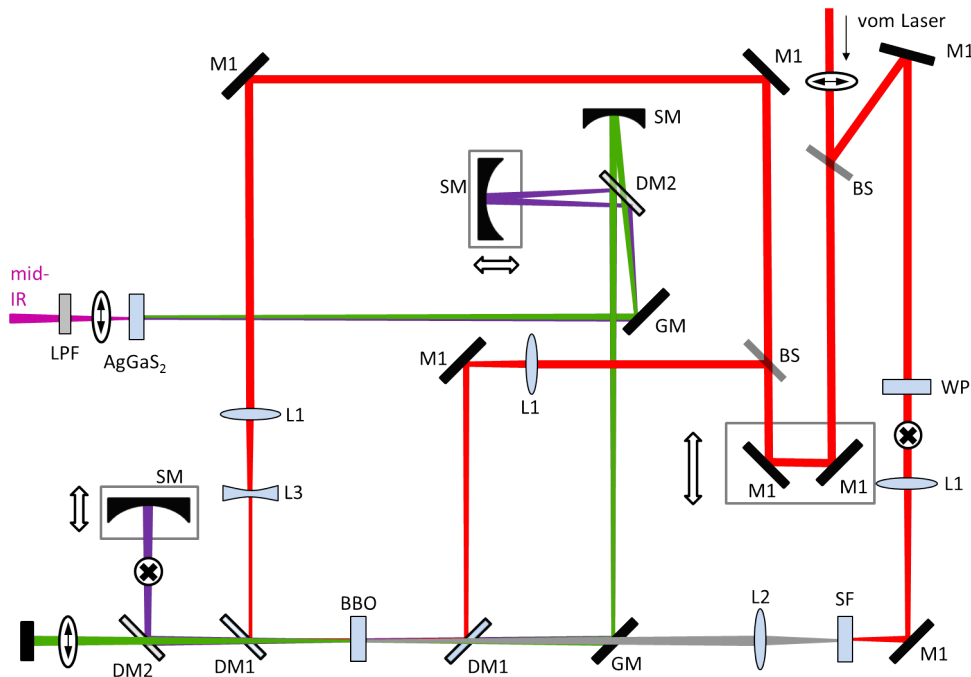 vom Laser
M1
M1
M1
SM
BS
DM2
SM
mid-
IR
GM
LPF
AgGaS₂
M1
BS
L1
WP
L1
SM
L3
M1
M1
L1
BBO
L2
SF
DM2
DM1
DM1
GM
M1